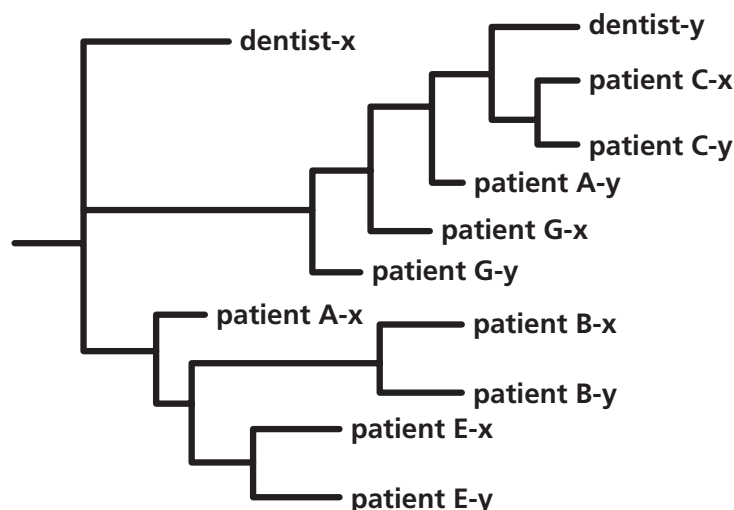 dentist-x
dentist-y
patient C-x
patient C-y
patient A-y
patient G-x
patient G-y
patient A-x
patient B-x
patient B-y
patient E-x
patient E-y